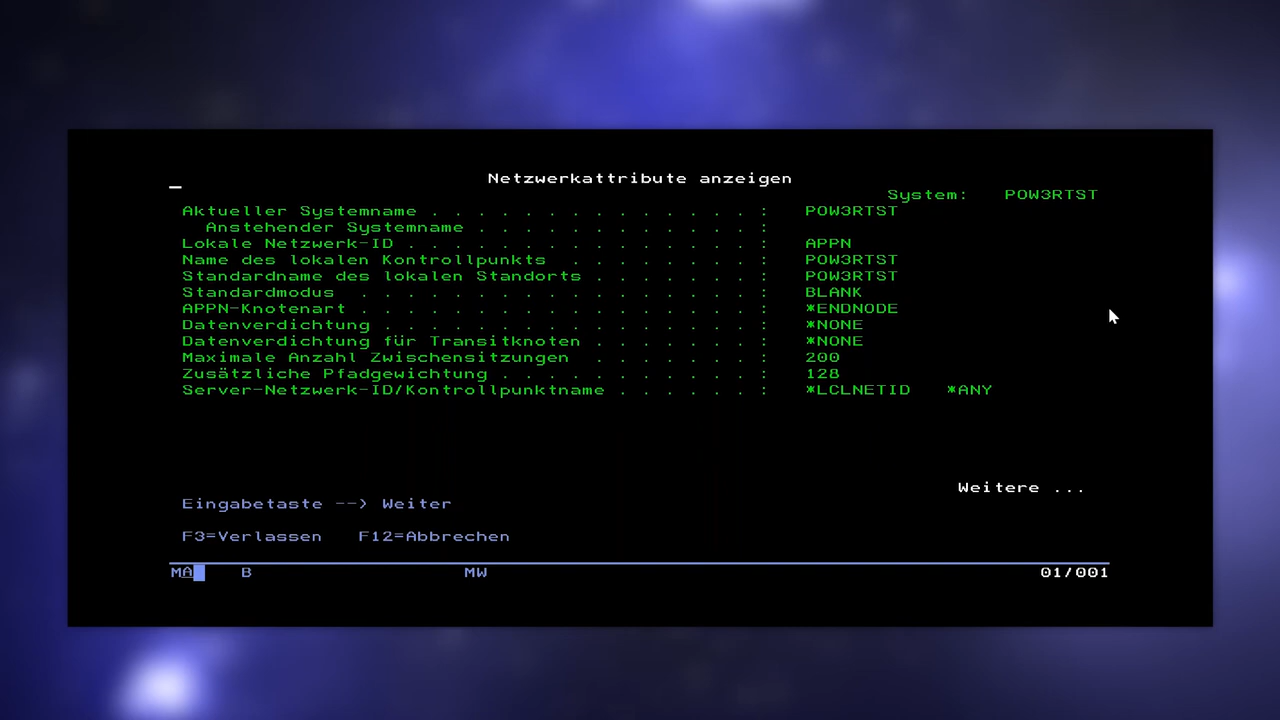 Netzwerkattribute anzeigen
System: POW3RTST
Aktueller Systemname . . . . . . . . . . . . . . : POW3RTST
Anstehender Systemname . . . . . . . . . . . . :
Lokale Netzwerk-ID . . . . . . . . . . . . . . . : APPN
Name des lokalen Kontrollpunkts . . . . . . . . : POW3RTST
Standardname des lokalen Standorts . . . . . . . : POW3RTST
Standardmodus . . . . . . . . . . . . . . . . . : BLANK
APPN-Knotenart . . . . . . . . . . . . . . . . . : *ENDNODE
Datenverdichtung . . . . . . . . . . . . . . . . : *NONE
Datenverdichtung für Transitknoten . . . . . . . : *NONE
Maximale Anzahl Zwischensitzungen . . . . . . . : 200
Zusätzliche Pfadgewichtung . . . . . . . . . . . : 128
Server-Netzwerk-ID/Kontrollpunktname . . . . . . : *LCLNETID *ANY
Weitere ...
Eingabetaste --> Weiter
F3=Verlassen F12=Abbrechen
MA B MW 01/001